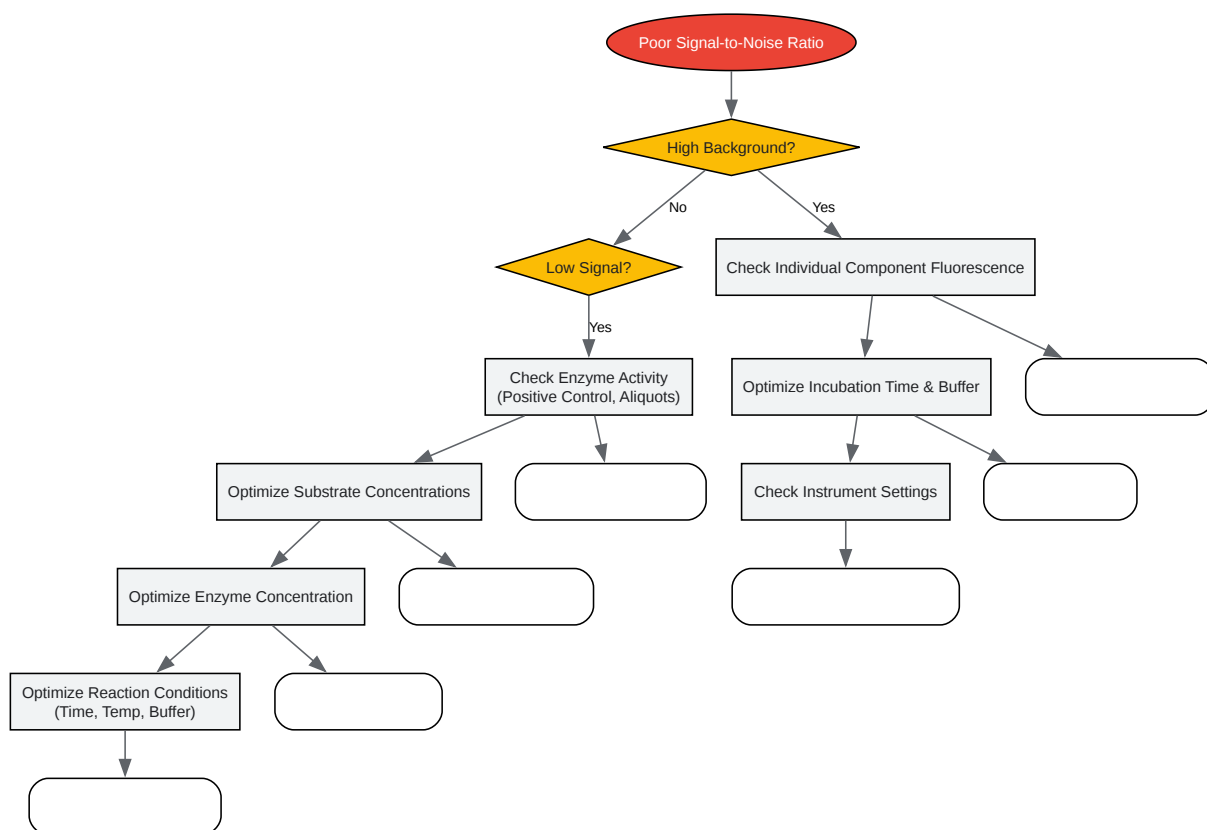 Poor Signal-to-Noise Ratio
High Background?
No
Yes
Low Signal?
Check Individual Component Fluorescence
Yes
Check Enzyme Activity
(Positive Control, Aliquots)
Optimize Incubation Time & Buffer
Optimize Substrate Concentrations
Check Instrument Settings
Optimize Enzyme Concentration
Optimize Reaction Conditions
(Time, Temp, Buffer)